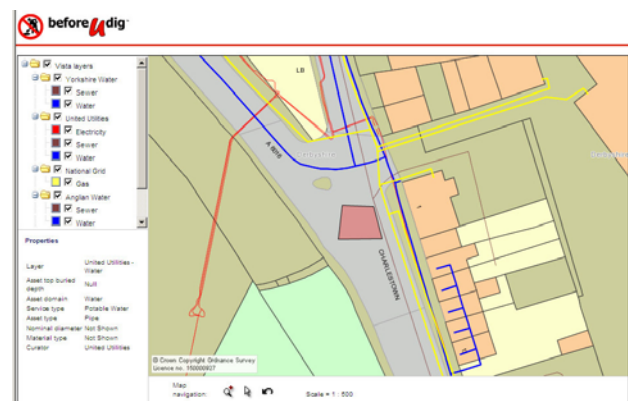 beforeUdig
Vista layers
Yorkshire Water
Sewer
Water
United Utilities
Electricity
Sewer
Water
National Grid
Gas
Anglian Water
Sewer
Water
Properties
Layer United Utilities - Water
Asset top buried depth Null
Asset domain Water
Service type Potable Water
Asset type Pipe
Nominal diameter Not Shown
Material type Not Shown
Curator United Utilities
LB
A 6016
CHARLESTOWN
© Crown Copyright Ordnance Survey
Licence no. 100000807
Map navigation:
Scale = 1 : 500